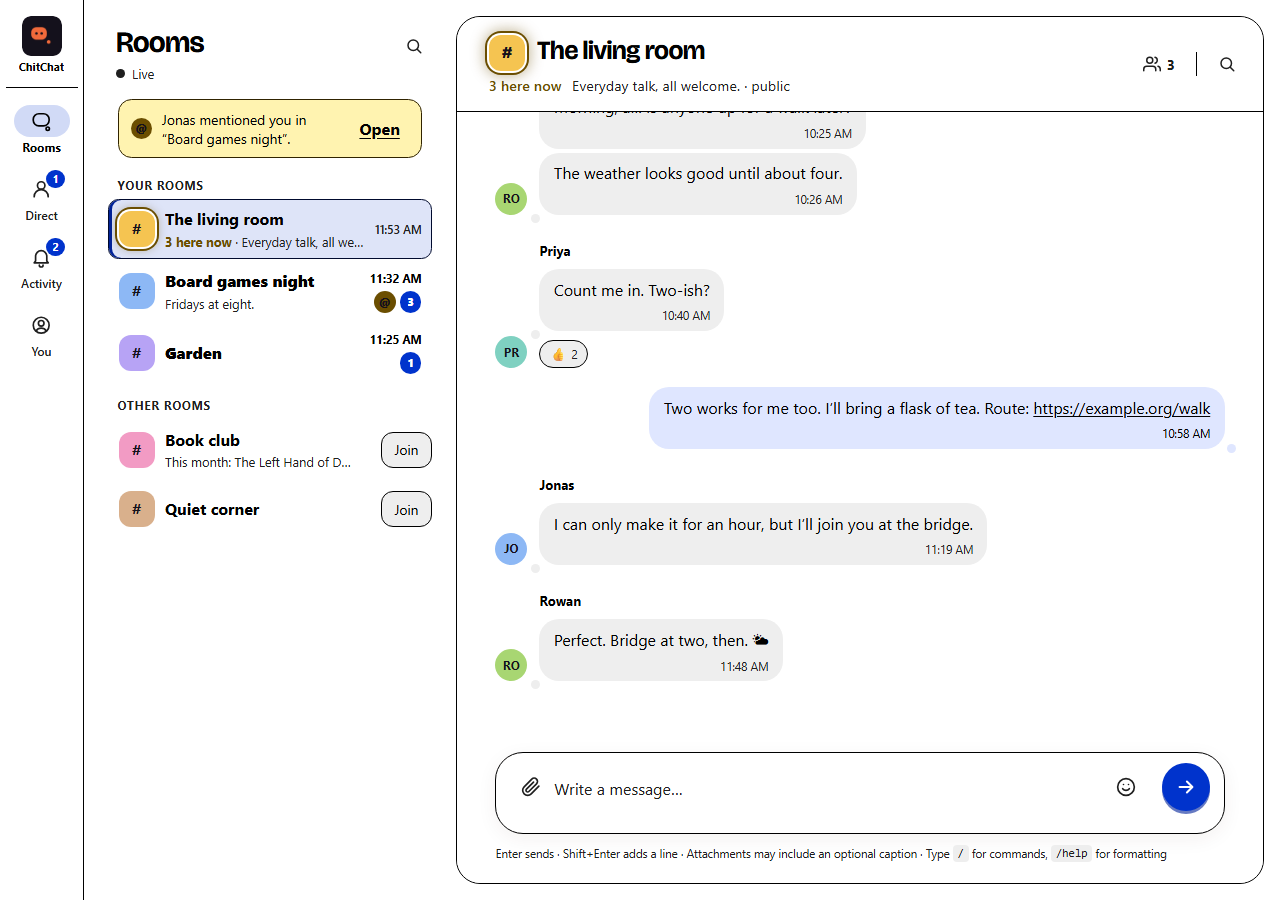 ChitChat
Rooms
1
Direct
2
Activity
You
Rooms
Live
@
Jonas mentioned you in
“Board games night”.
Open
YOUR ROOMS
#
The living room
3 here now · Everyday talk, all we...
11:53 AM
#
Board games night
Fridays at eight.
11:32 AM
@ 3
#
Garden
11:25 AM
1
OTHER ROOMS
#
Book club
This month: The Left Hand of D...
Join
#
Quiet corner
Join
#
The living room
3 here now Everyday talk, all welcome. · public
3
10:25 AM
The weather looks good until about four.
10:26 AM
RO
Priya
Count me in. Two-ish?
10:40 AM
PR
👍 2
Two works for me too. I’ll bring a flask of tea. Route: https://example.org/walk
10:58 AM
Jonas
I can only make it for an hour, but I’ll join you at the bridge.
11:19 AM
JO
Rowan
Perfect. Bridge at two, then. 🌤
11:48 AM
RO
Write a message...
Enter sends · Shift+Enter adds a line · Attachments may include an optional caption · Type / for commands, /help for formatting